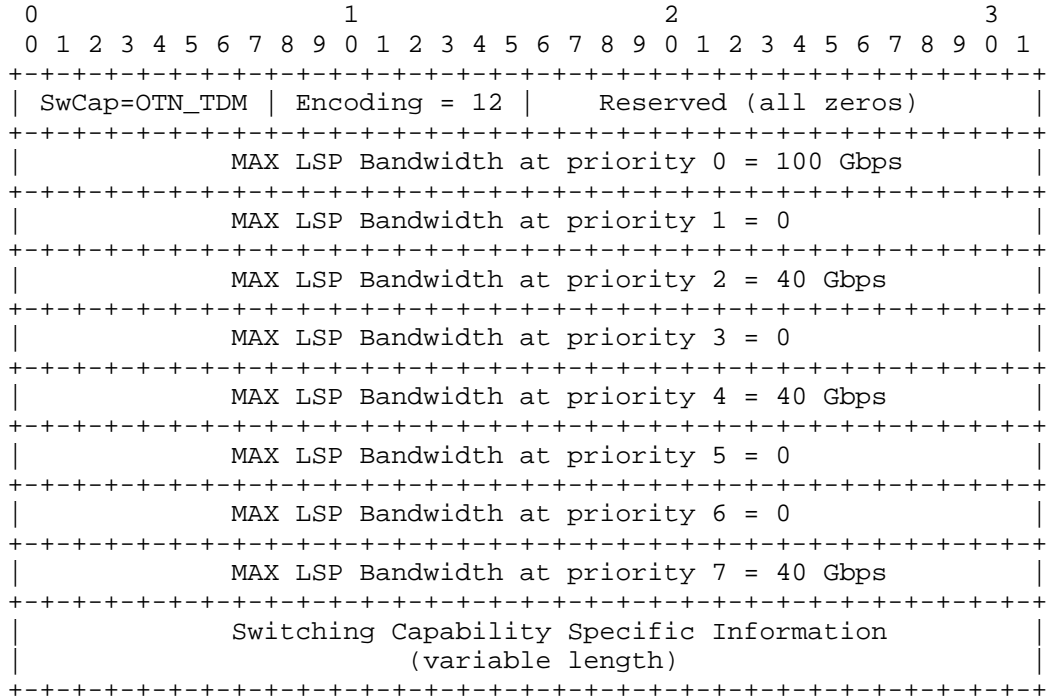 0                   1                   2                   3
 0 1 2 3 4 5 6 7 8 9 0 1 2 3 4 5 6 7 8 9 0 1 2 3 4 5 6 7 8 9 0 1
+-+-+-+-+-+-+-+-+-+-+-+-+-+-+-+-+-+-+-+-+-+-+-+-+-+-+-+-+-+-+-+-+
| SwCap=OTN_TDM | Encoding = 12 |    Reserved (all zeros)       |
+-+-+-+-+-+-+-+-+-+-+-+-+-+-+-+-+-+-+-+-+-+-+-+-+-+-+-+-+-+-+-+-+
|             MAX LSP Bandwidth at priority 0 = 100 Gbps        |
+-+-+-+-+-+-+-+-+-+-+-+-+-+-+-+-+-+-+-+-+-+-+-+-+-+-+-+-+-+-+-+-+
|             MAX LSP Bandwidth at priority 1 = 0               |
+-+-+-+-+-+-+-+-+-+-+-+-+-+-+-+-+-+-+-+-+-+-+-+-+-+-+-+-+-+-+-+-+
|             MAX LSP Bandwidth at priority 2 = 40 Gbps         |
+-+-+-+-+-+-+-+-+-+-+-+-+-+-+-+-+-+-+-+-+-+-+-+-+-+-+-+-+-+-+-+-+
|             MAX LSP Bandwidth at priority 3 = 0               |
+-+-+-+-+-+-+-+-+-+-+-+-+-+-+-+-+-+-+-+-+-+-+-+-+-+-+-+-+-+-+-+-+
|             MAX LSP Bandwidth at priority 4 = 40 Gbps         |
+-+-+-+-+-+-+-+-+-+-+-+-+-+-+-+-+-+-+-+-+-+-+-+-+-+-+-+-+-+-+-+-+
|             MAX LSP Bandwidth at priority 5 = 0               |
+-+-+-+-+-+-+-+-+-+-+-+-+-+-+-+-+-+-+-+-+-+-+-+-+-+-+-+-+-+-+-+-+
|             MAX LSP Bandwidth at priority 6 = 0               |
+-+-+-+-+-+-+-+-+-+-+-+-+-+-+-+-+-+-+-+-+-+-+-+-+-+-+-+-+-+-+-+-+
|             MAX LSP Bandwidth at priority 7 = 40 Gbps         |
+-+-+-+-+-+-+-+-+-+-+-+-+-+-+-+-+-+-+-+-+-+-+-+-+-+-+-+-+-+-+-+-+
|             Switching Capability Specific Information         |
|                        (variable length)                      |
+-+-+-+-+-+-+-+-+-+-+-+-+-+-+-+-+-+-+-+-+-+-+-+-+-+-+-+-+-+-+-+-+